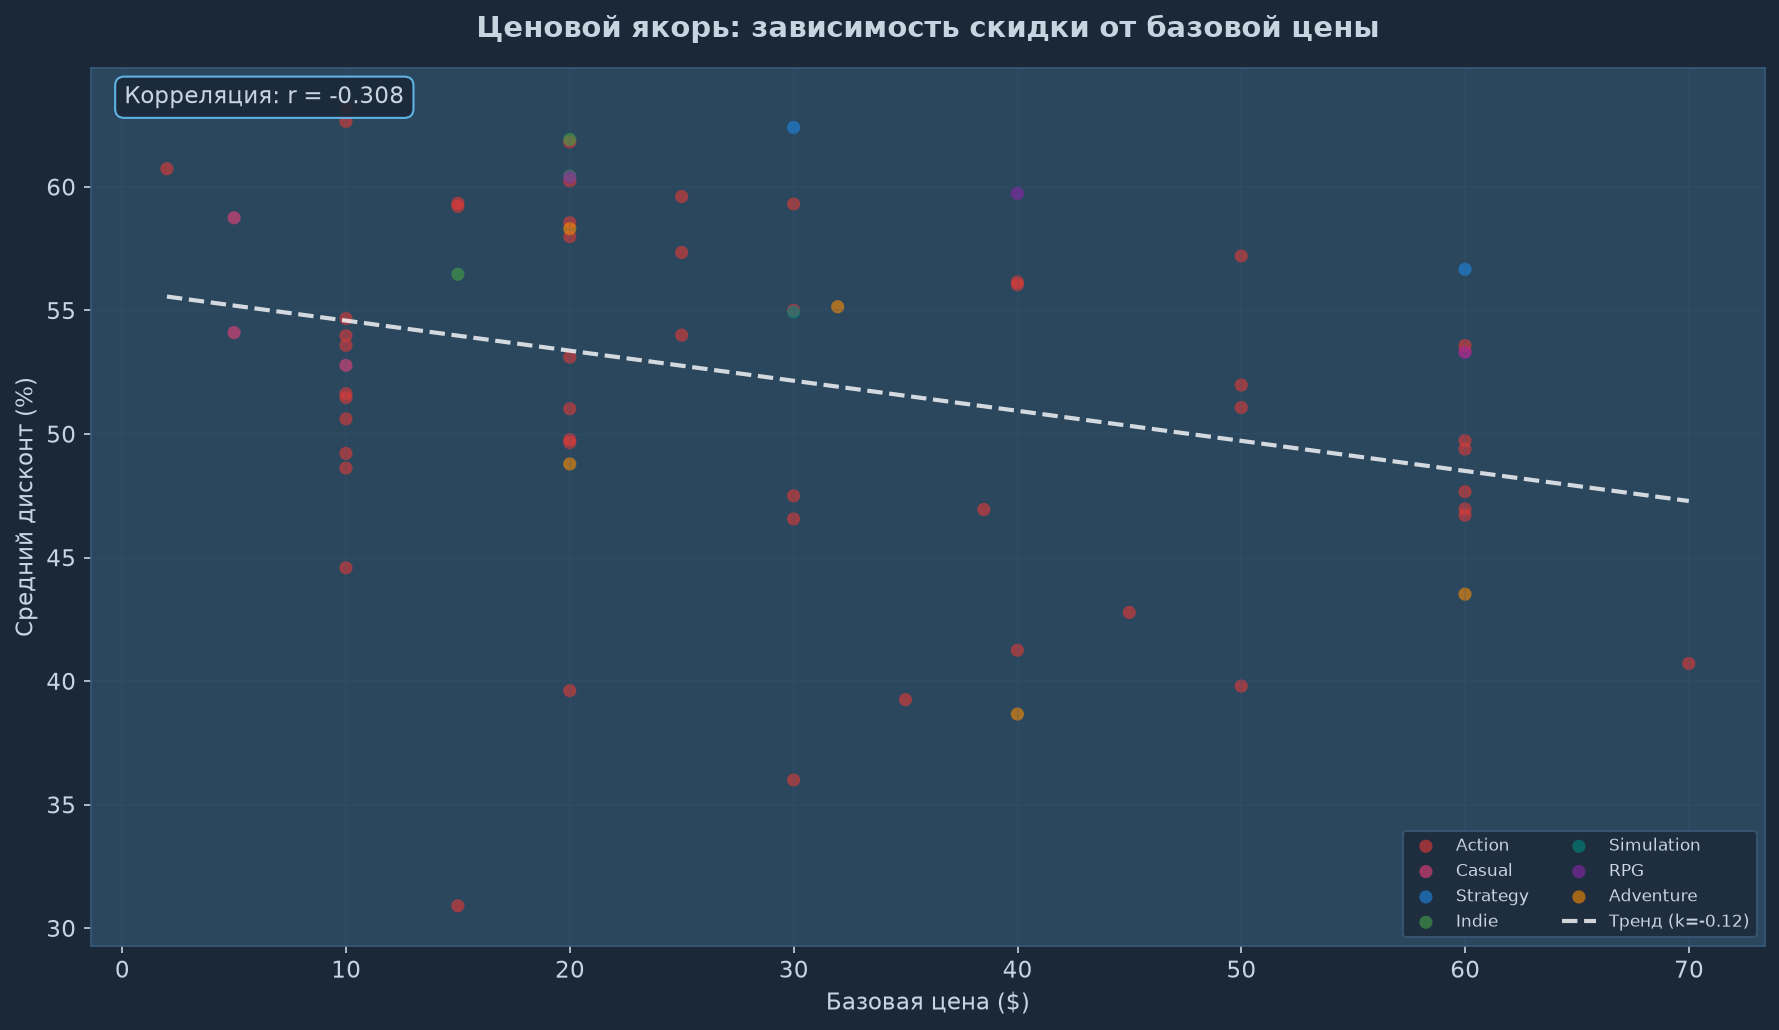 Ценовой якорь: зависимость скидки от базовой цены
Корреляция: r = -0.308
Средний дисконт (%)
60
55
50
45
40
35
30
0 10 20 30 40 50 60 70
Базовая цена ($)
Action
Casual
Strategy
Indie
Simulation
RPG
Adventure
Тренд (k=-0.12)